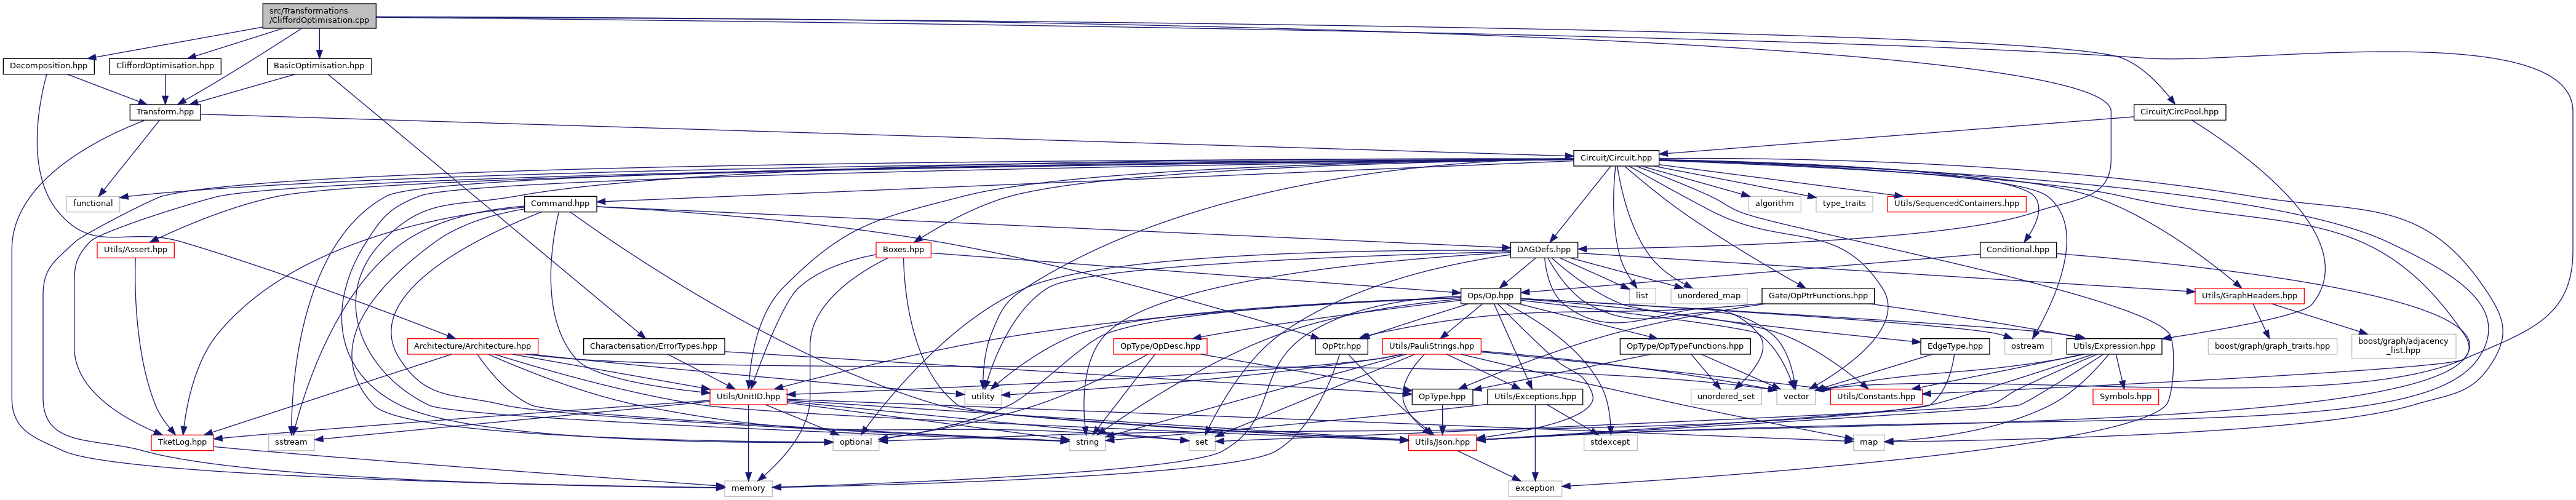 src/Transformations
/CliffordOptimisation.cpp
Decomposition.hpp
CliffordOptimisation.hpp
BasicOptimisation.hpp
Transform.hpp
Circuit/CircPool.hpp
Circuit/Circuit.hpp
functional
Command.hpp
algorithm
type_traits
Utils/SequencedContainers.hpp
Utils/Assert.hpp
Boxes.hpp
DAGDefs.hpp
Conditional.hpp
Ops/Op.hpp
list
unordered_map
Gate/OpPtrFunctions.hpp
Utils/GraphHeaders.hpp
Architecture/Architecture.hpp
Characterisation/ErrorTypes.hpp
OpType/OpDesc.hpp
OpPtr.hpp
Utils/PauliStrings.hpp
OpType/OpTypeFunctions.hpp
EdgeType.hpp
ostream
Utils/Expression.hpp
boost/graph/graph_traits.hpp
boost/graph/adjacency
_list.hpp
Utils/UnitID.hpp
utility
OpType.hpp
Utils/Exceptions.hpp
unordered_set
vector
Utils/Constants.hpp
Symbols.hpp
TketLog.hpp
sstream
optional
string
set
Utils/Json.hpp
stdexcept
map
memory
exception